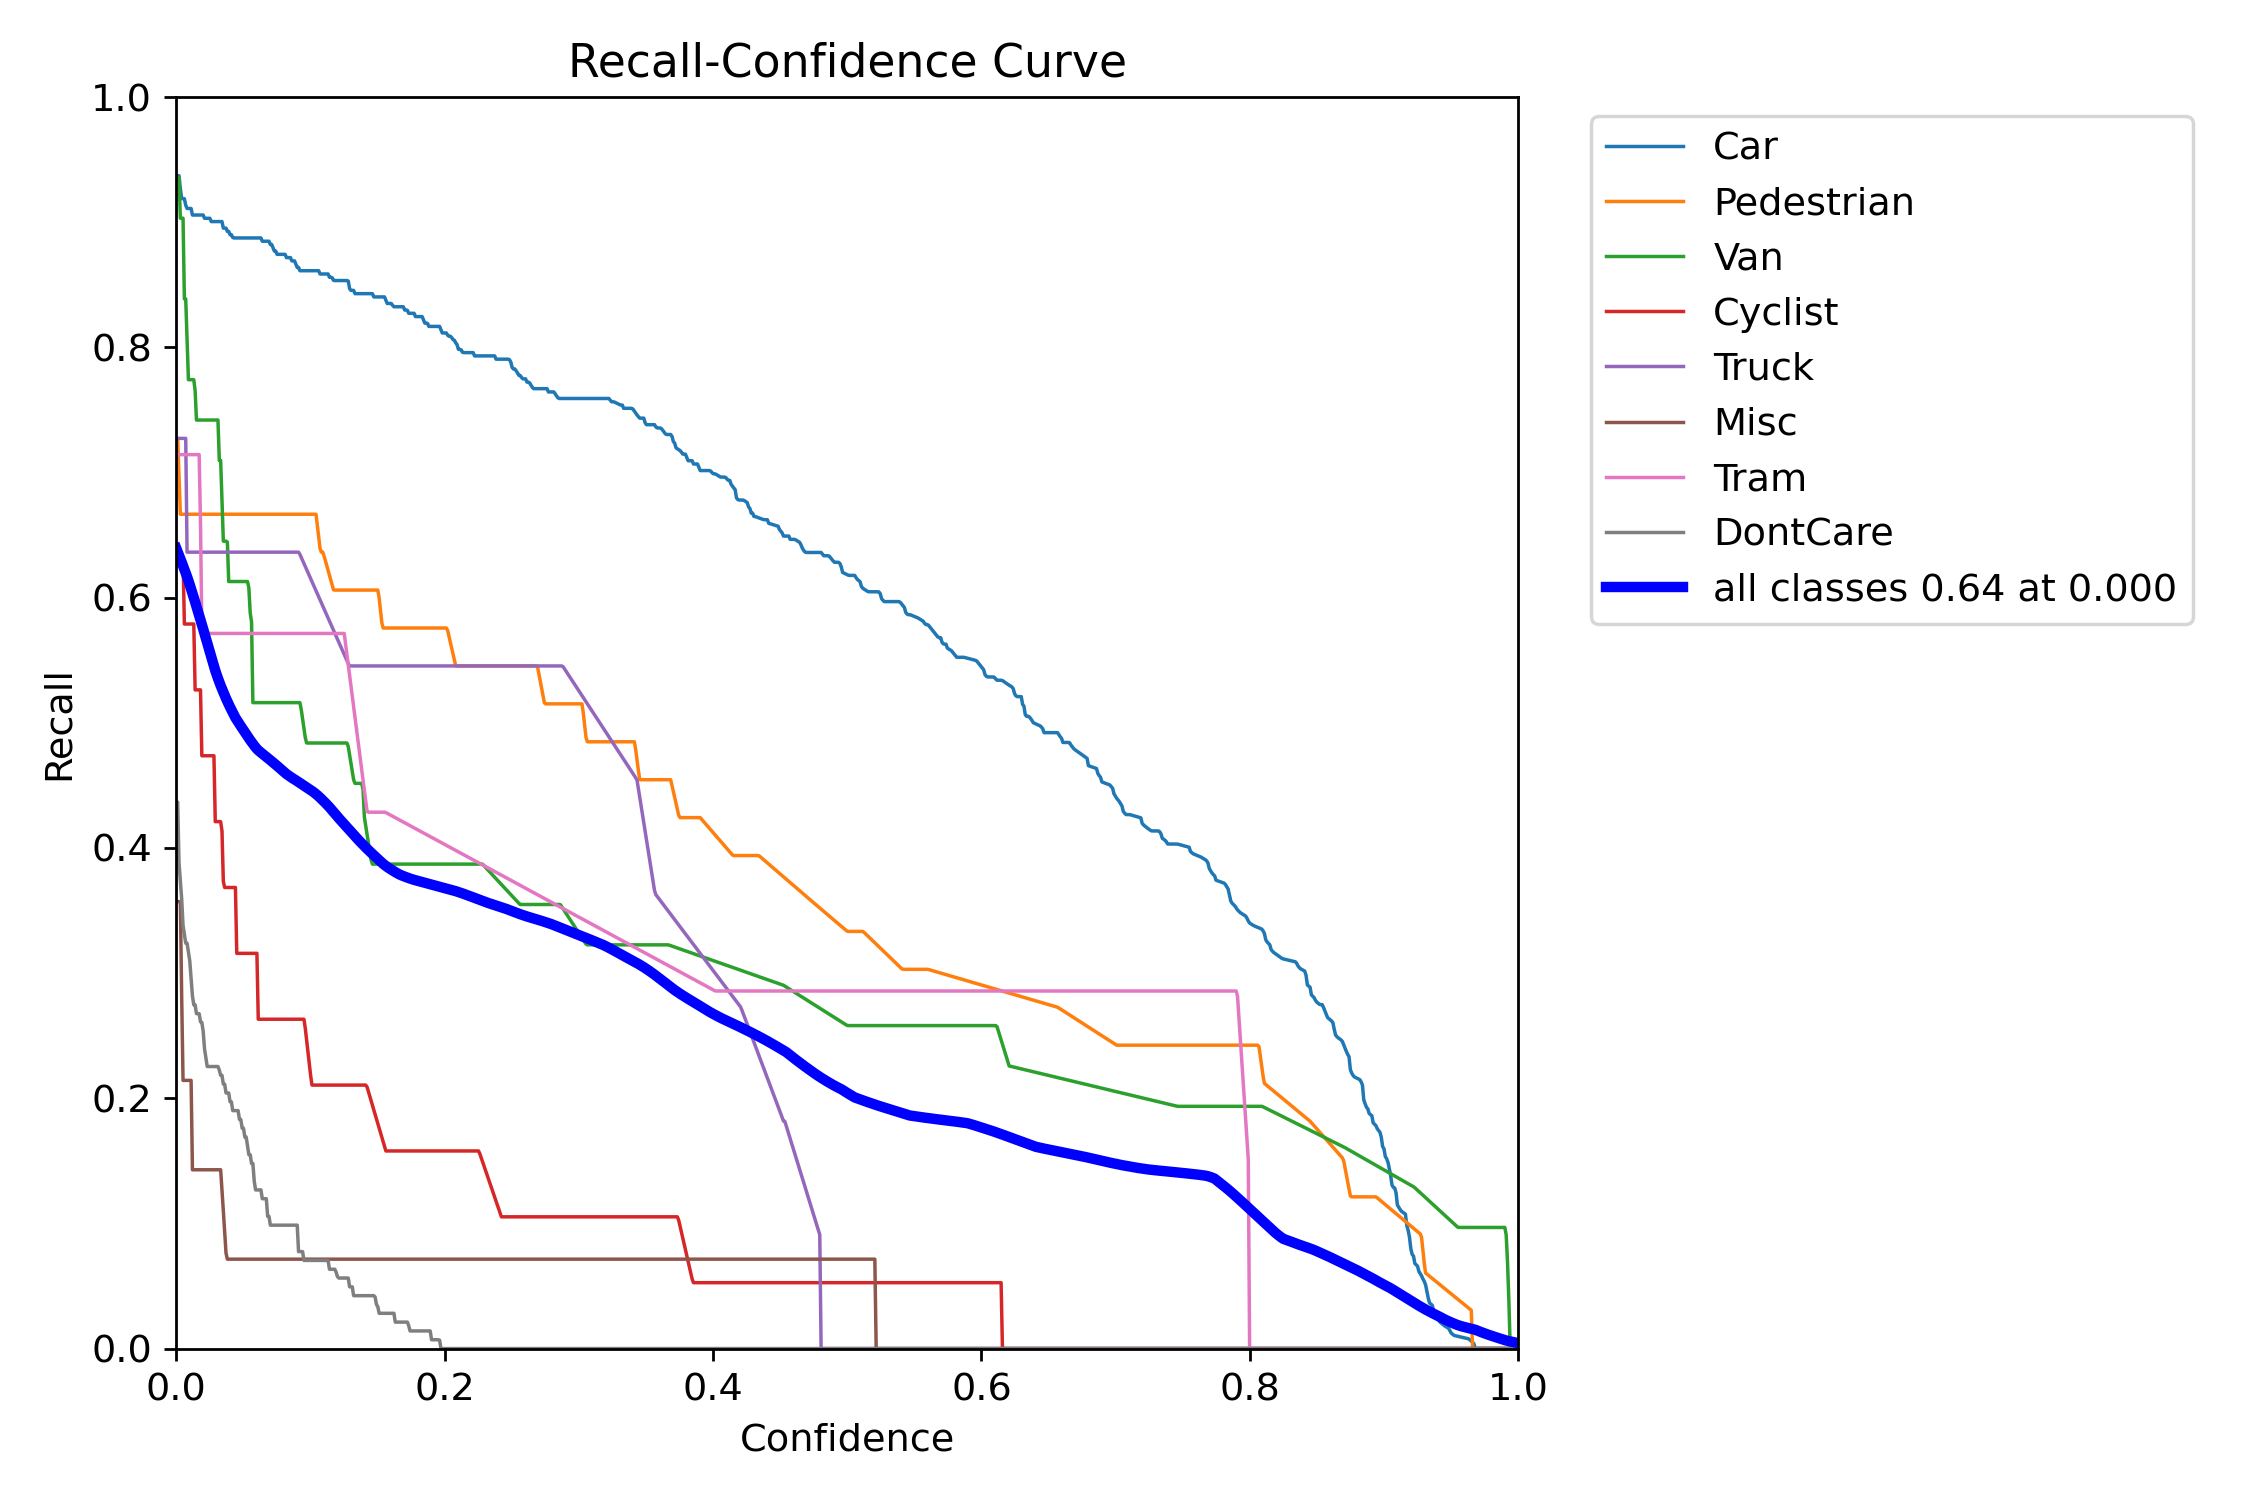 Recall-Confidence Curve
1.0
0.8
0.6
0.4
0.2
0.0
Recall
0.0 0.2 0.4 0.6 0.8 1.0
Confidence
Car
Pedestrian
Van
Cyclist
Truck
Misc
Tram
DontCare
all classes 0.64 at 0.000